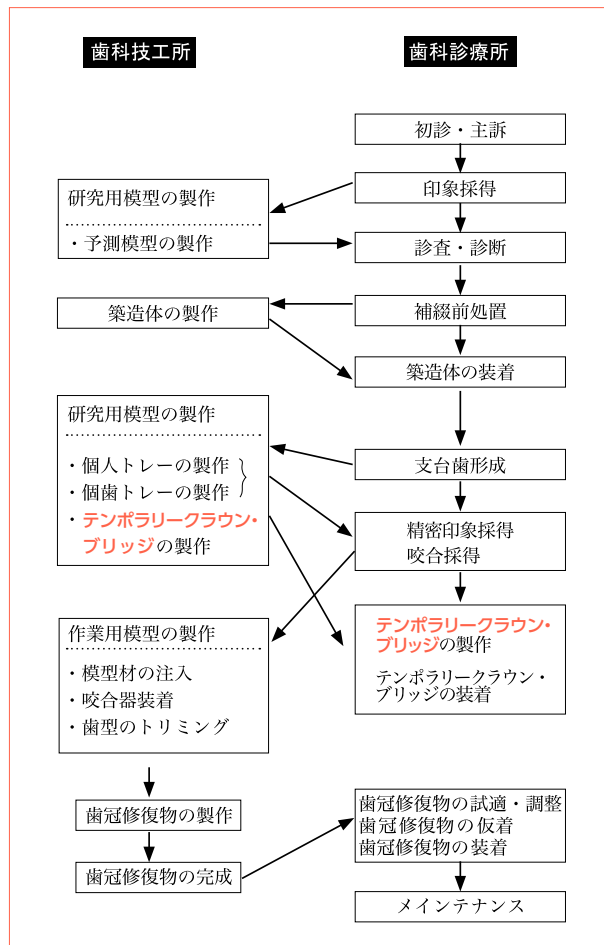 歯科技工所
歯科診療所
初診・主訴
印象採得
研究用模型の製作
・予測模型の製作
診査・診断
補綴前処置
築造体の製作
築造体の装着
研究用模型の製作
・個人トレーの製作
・個歯トレーの製作
・テンポラリークラウン・
ブリッジの製作
支台歯形成
精密印象採得
咬合採得
テンポラリークラウン・
ブリッジの製作
テンポラリークラウン・
ブリッジの装着
作業用模型の製作
・模型材の注入
・咬合器装着
・歯型のトリミング
歯冠修復物の製作
歯冠修復物の完成
歯冠修復物の試適・調整
歯冠修復物の仮着
歯冠修復物の装着
メインテナンス